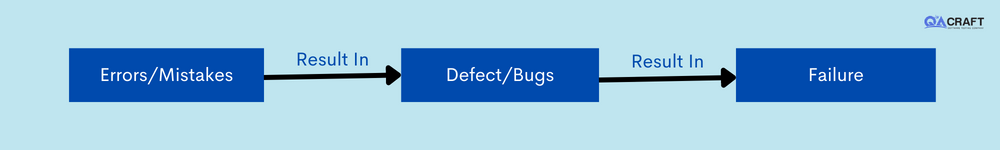 QACRAFT
Errors/Mistakes
Result In
Defect/Bugs
Result In
Failure